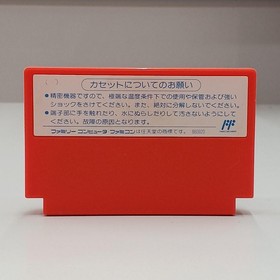 カセットについてのお願い
●精密機器ですので、極端な温度条件下での使用や保管および強い
ショックをさけてください。また、絶対に分解しないでください。
●端子部に手を触れたり、水にぬらしたりして汚さないようにして
ください。故障の原因となります。
ファミリーコンピュータ ファミコンは任天堂の商標です。
FF